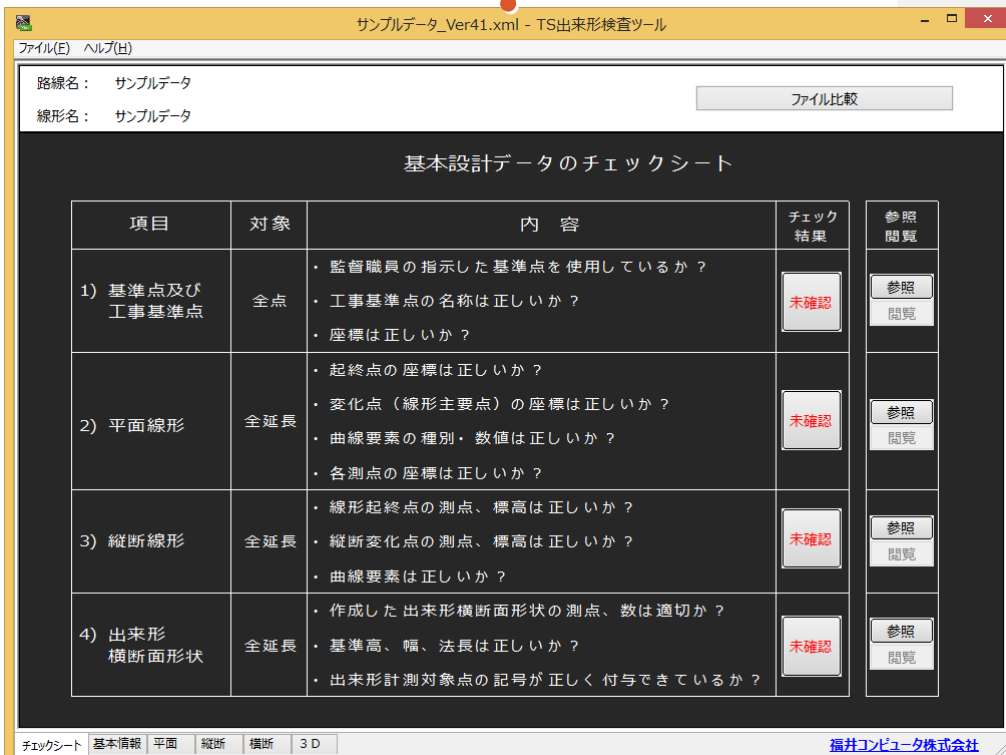 サンプルデータ_Ver41.xml - TS出来形検査ツール
ファイル(F) ヘルプ(H)
路線名： サンプルデータ
ファイル比較
線形名： サンプルデータ
基本設計データのチェックシート
項目 対象 内 容 チェック結果 参照閲覧
1) 基準点及び工事基準点
全点
・ 監督職員の指示した基準点を使用しているか？
・ 工事基準点の名称は正しいか？
・ 座標は正しいか？
未確認
参照
閲覧
2) 平面線形
全延長
・ 起終点の座標は正しいか？
・ 変化点（線形主要点）の座標は正しいか？
・ 曲線要素の種別・数値は正しいか？
・ 各測点の座標は正しいか？
未確認
参照
閲覧
3) 縦断線形
全延長
・ 線形起終点の測点、標高は正しいか？
・ 縦断変化点の測点、標高は正しいか？
・ 曲線要素は正しいか？
未確認
参照
閲覧
4) 出来形横断面形状
全延長
・ 作成した出来形横断面形状の測点、数は適切か？
・ 基準高、幅、法長は正しいか？
・ 出来形計測対象点の記号が正しく付与できているか？
未確認
参照
閲覧
チェックシート 基本情報 平面 縦断 横断 3D
福井コンピュータ株式会社